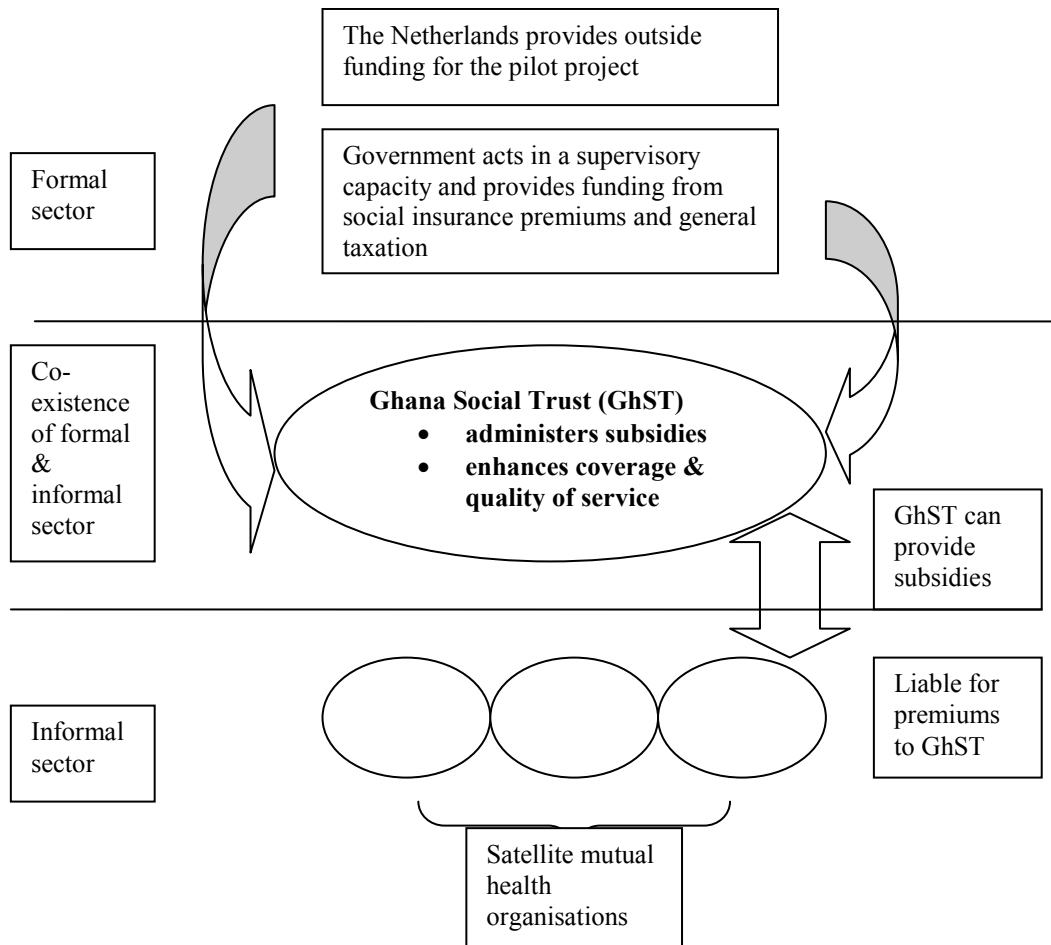 The Netherlands provides outside
funding for the pilot project
Formal
sector
Government acts in a supervisory
capacity and provides funding from
social insurance premiums and general
taxation
Co-
existence
of formal
&
informal
sector
Ghana Social Trust (GhST)
• administers subsidies
• enhances coverage &
quality of service
GhST can
provide
subsidies
Informal
sector
Liable for
premiums
to GhST
Satellite mutual
health
organisations